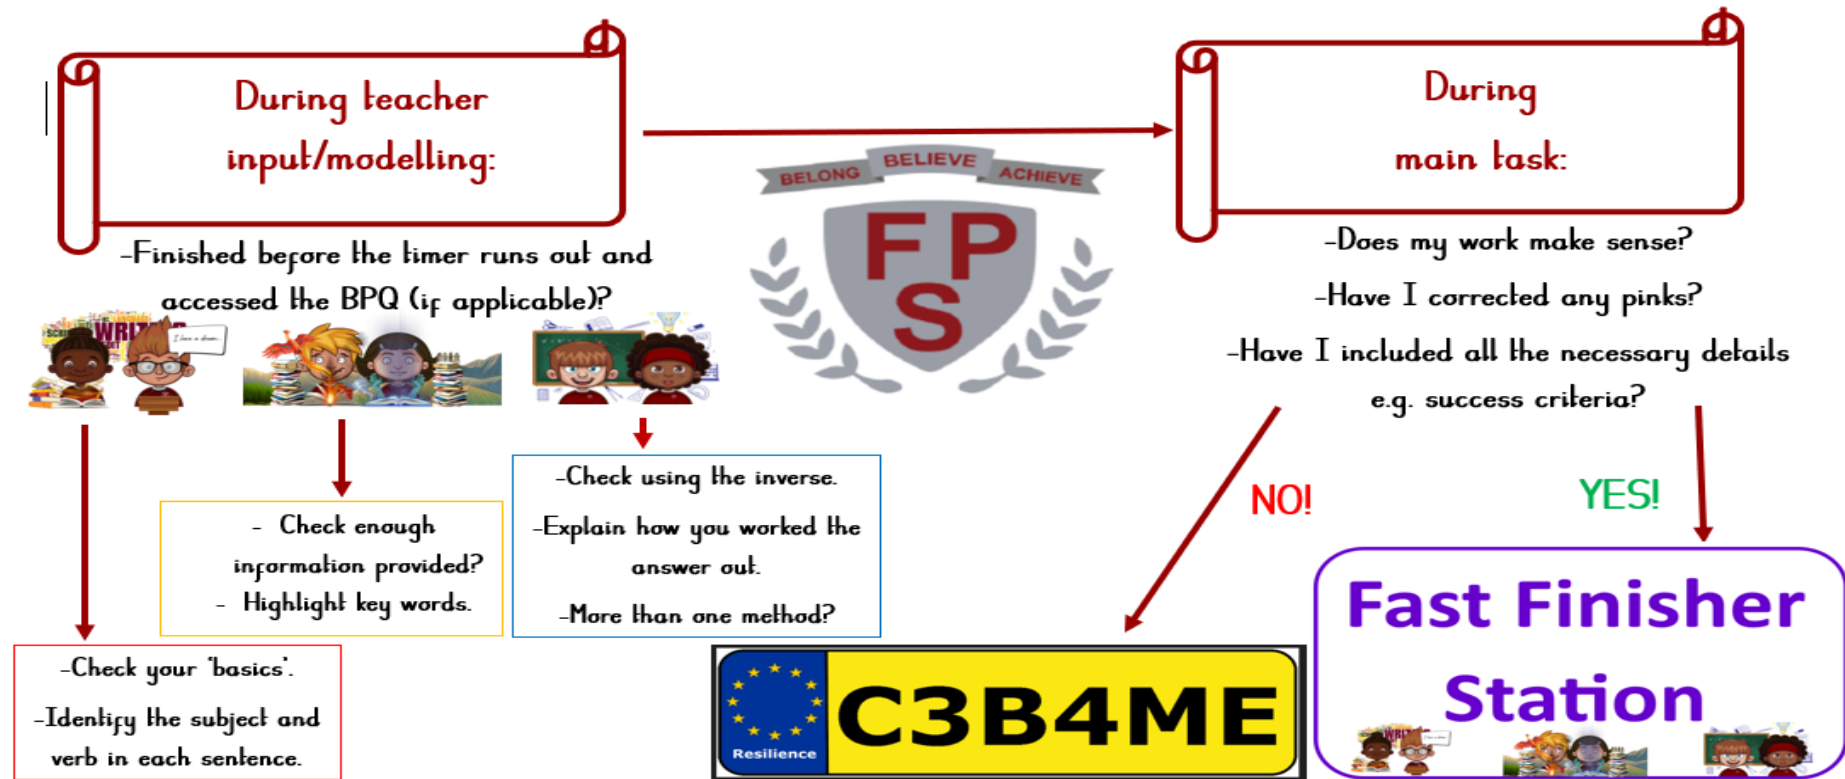 During teacher
input/modelling:
-Finished before the timer runs out and
accessed the BPQ (if applicable)?
BELONG BELIEVE ACHIEVE
F P
S
During
main task:
-Does my work make sense?
-Have I corrected any pinks?
-Have I included all the necessary details
e.g. success criteria?
WRITING
I have a dream...
-Check your 'basics'.
-Identify the subject and
verb in each sentence.
- Check enough
information provided?
- Highlight key words.
-Check using the inverse.
-Explain how you worked the
answer out.
-More than one method?
NO!
YES!
Resilience
C3B4ME
Fast Finisher
Station